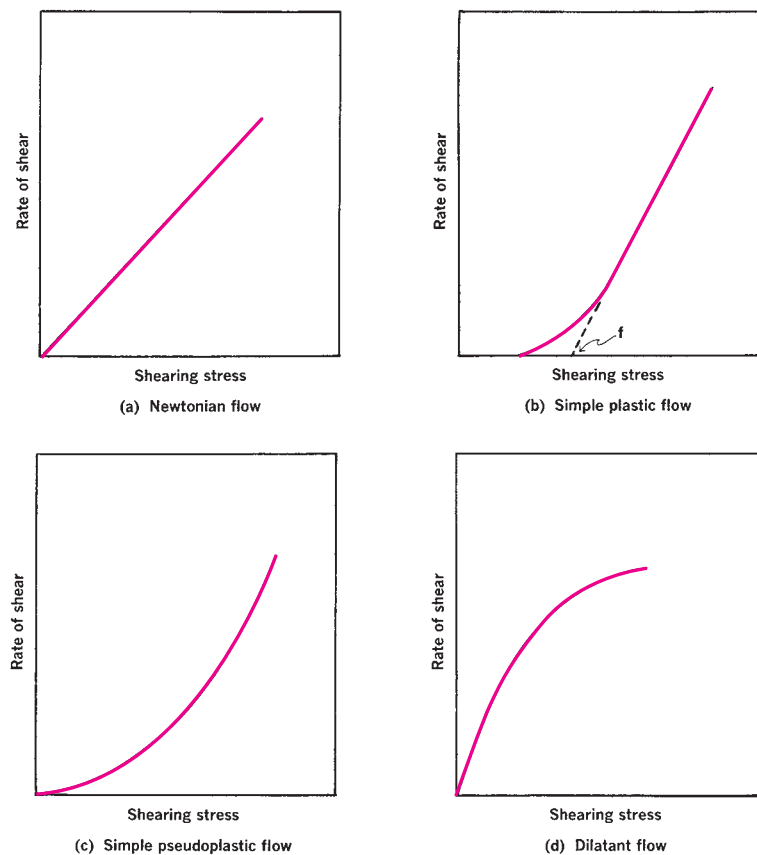 Rate of shear
Shearing stress
(a) Newtonian flow
Rate of shear
f
Shearing stress
(b) Simple plastic flow
Rate of shear
Shearing stress
(c) Simple pseudoplastic flow
Rate of shear
Shearing stress
(d) Dilatant flow